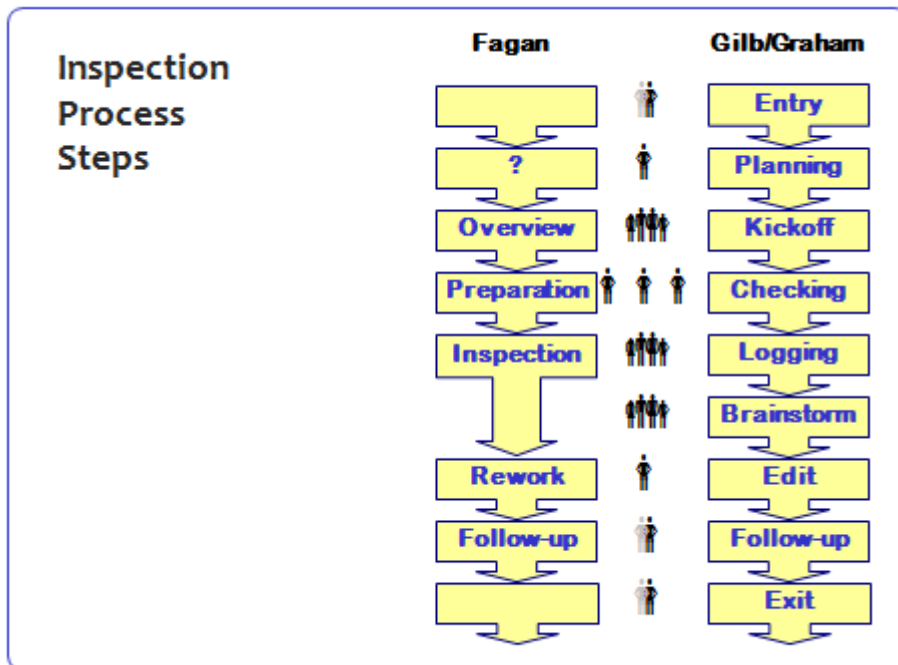 Inspection
Process
Steps
Fagan Gilb/Graham
Entry
? Planning
Overview Kickoff
Preparation Checking
Inspection Logging
Brainstorm
Rework Edit
Follow-up Follow-up
Exit